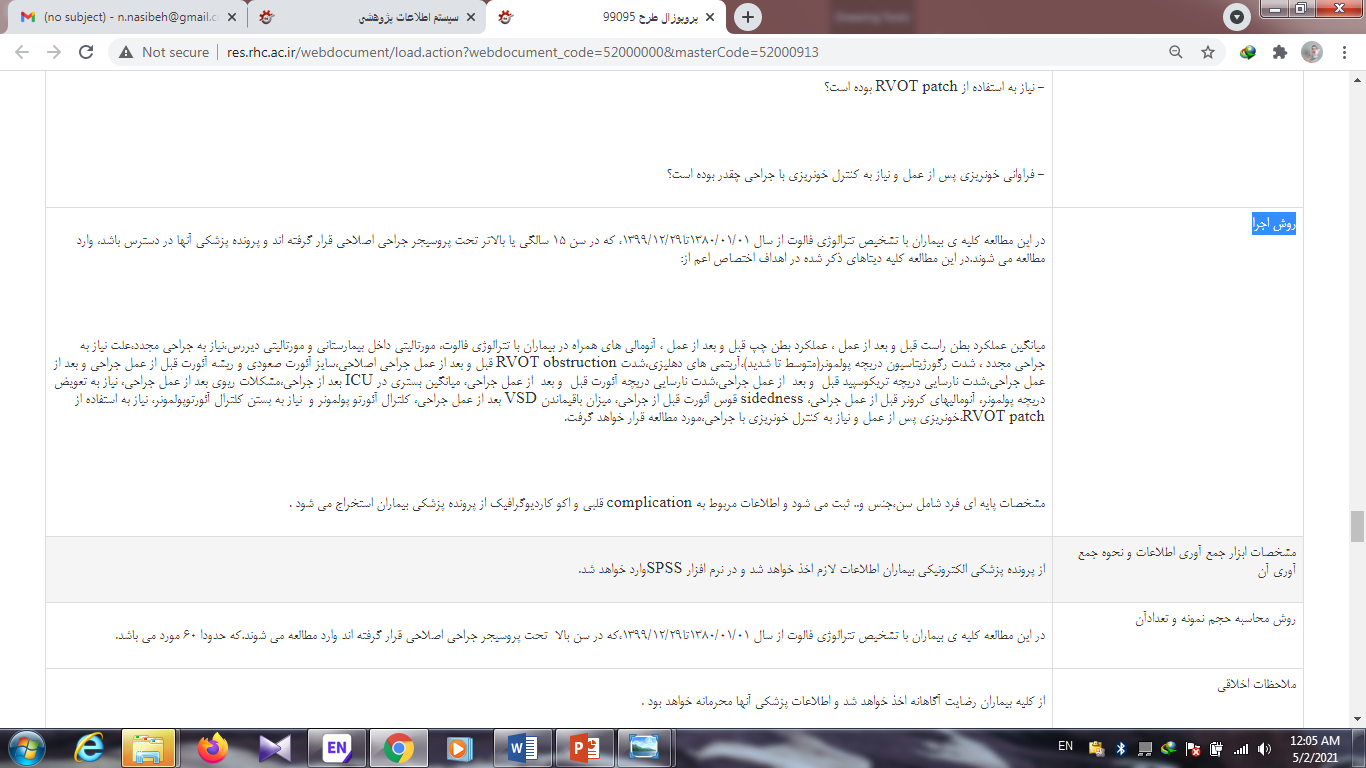 (no subject) - n.nasibeh@gmail.c
سیستم اطلاعات پژوهشی
پروپوزال طرح 99095
Not secure | res.rhc.ac.ir/webdocument/load.action?webdocument_code=52000000&masterCode=52000913
- نیاز به استفاده از RVOT patch بوده است؟
- فراوانی خونریزی پس از عمل و نیاز به کنترل خونریزی با جراحی چقدر بوده است؟
روش اجرا
در این مطالعه کلیه ی بیماران با تشخیص تترالوژی فالوت از سال ۱۳۸۰/۰۱/۰۱تا۱۳۹۹/۱۲/۲۹، که در سن ۱۵ سالگی یا بالاتر تحت پروسیجر جراحی اصلاحی قرار گرفته اند و پرونده پزشکی آنها در دسترس باشد، وارد
مطالعه می شوند.در این مطالعه کلیه دیتاهای ذکر شده در اهداف اختصاص اعم از:
میانگین عملکرد بطن راست قبل و بعد از عمل ، عملکرد بطن چپ قبل و بعد از عمل ، آنومالی های همراه در بیماران با تترالوژی فالوت، مورتالیتی داخل بیمارستانی و مورتالیتی دیررس،نیاز به جراحی مجدد،علت نیاز به
جراحی مجدد ، شدت رگورژیتاسیون دریچه پولمونر(متوسط تا شدید)،آریتمی های دهلیزی،شدت RVOT obstruction قبل و بعد از عمل جراحی اصلاحی،سایز آئورت صعودی و ریشه آئورت قبل از عمل جراحی و بعد از
عمل جراحی،شدت نارسایی دریچه تریکوسپید قبل و بعد از عمل جراحی،شدت نارسایی دریچه آئورت قبل و بعد از عمل جراحی، میانگین بستری در ICU بعد از جراحی،مشکلات ریوی بعد از عمل جراحی، نیاز به تعویض
دریچه پولمونر، آنومالیهای کرونر قبل از عمل جراحی، sidedness قوس آئورت قبل از جراحی، میزان باقیماندن VSD بعد از عمل جراحی، کلترال آئورتو پولمونر و نیاز به بستن کلترال آئورتوپولمونر، نیاز به استفاده از
RVOT patch،خونریزی پس از عمل و نیاز به کنترل خونریزی با جراحی،مورد مطالعه قرار خواهد گرفت.
مشخصات پایه ای فرد شامل سن،جنس و.. ثبت می شود و اطلاعات مربوط به complication قلبی و اکو کاردیوگرافیک از پرونده پزشکی بیماران استخراج می شود .
مشخصات ابزار جمع آوری اطلاعات و نحوه جمع
آوری آن
از پرونده پزشکی الکترونیکی بیماران اطلاعات لازم اخذ خواهد شد و در نرم افزار SPSSوارد خواهد شد.
روش محاسبه حجم نمونه و تعدادآن
در این مطالعه کلیه ی بیماران با تشخیص تترالوژی فالوت از سال ۱۳۸۰/۰۱/۰۱تا۱۳۹۹/۱۲/۲۹،که در سن بالا تحت پروسیجر جراحی اصلاحی قرار گرفته اند وارد مطالعه می شوند.که حدودا ۶۰ مورد می باشد.
ملاحظات اخلاقی
از کلیه بیماران رضایت آگاهانه اخذ خواهد شد و اطلاعات پزشکی آنها محرمانه خواهد بود .
EN
EN
12:05 AM
5/2/2021